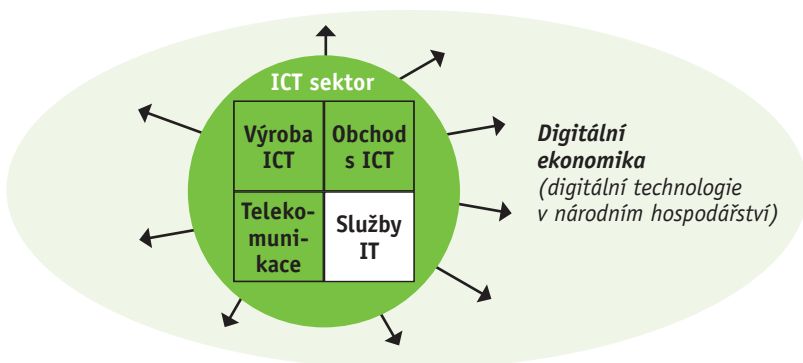 ICT sektor
Výroba
ICT
Obchod
s ICT
Teleko-
muni-
kace
Služby
IT
Digitální
ekonomika
(digitální technologie
v národním hospodářství)